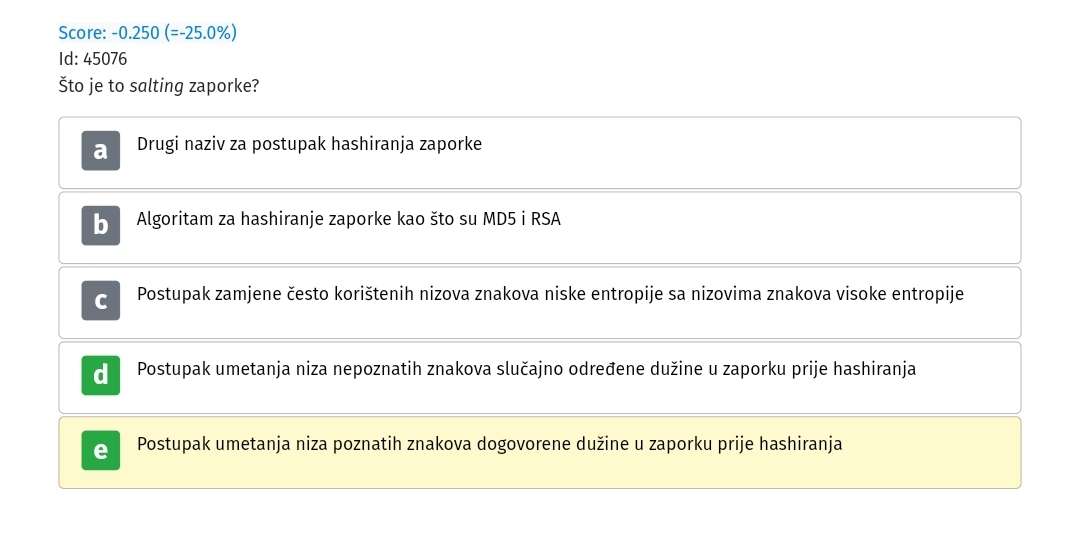 Score: -0.250 (=-25.0%)
Id: 45076
Što je to salting zaporke?
a Drugi naziv za postupak hashiranja zaporke
b Algoritam za hashiranje zaporke kao što su MD5 i RSA
c Postupak zamjene često korištenih nizova znakova niske entropije sa nizovima znakova visoke entropije
d Postupak umetanja niza nepoznatih znakova slučajno određene dužine u zaporku prije hashiranja
e Postupak umetanja niza poznatih znakova dogovorene dužine u zaporku prije hashiranja